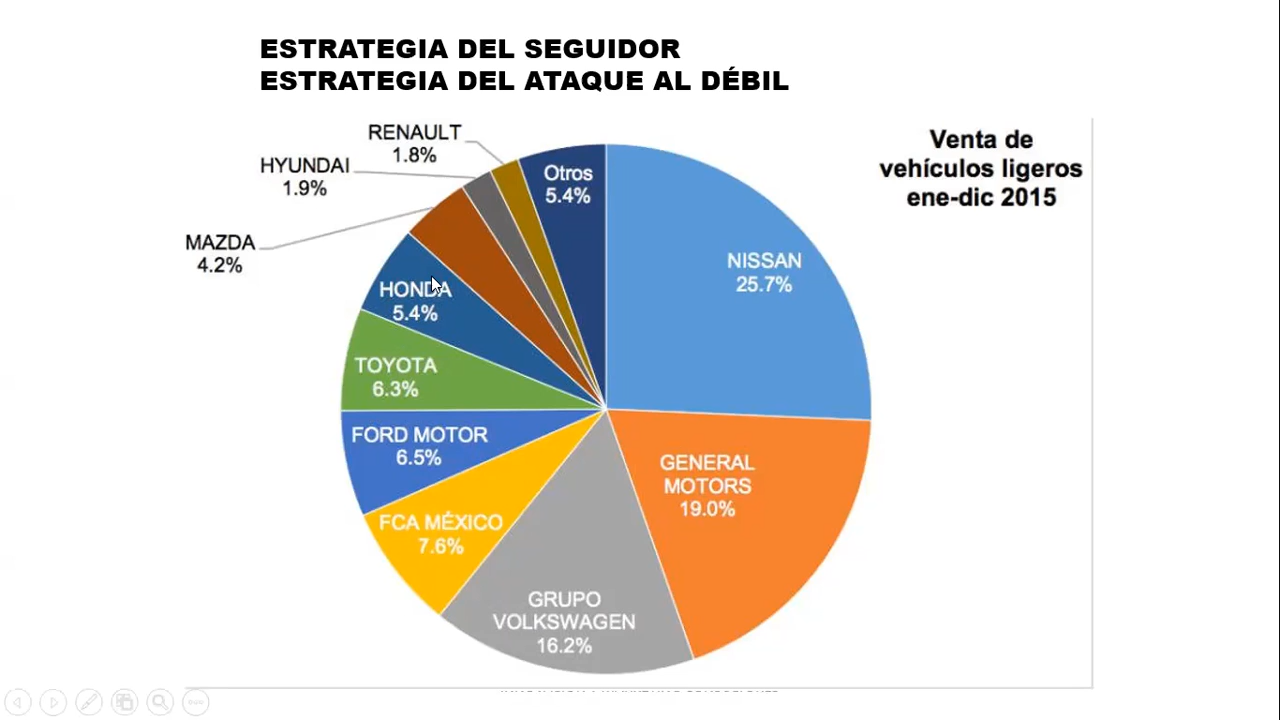 ESTRATEGIA DEL SEGUIDOR
ESTRATEGIA DEL ATAQUE AL DÉBIL
Venta de
vehículos ligeros
ene-dic 2015
RENAULT
1.8%
HYUNDAI
1.9%
MAZDA
4.2%
Otros
5.4%
NISSAN
25.7%
HONDA
5.4%
TOYOTA
6.3%
FORD MOTOR
6.5%
GENERAL
MOTORS
19.0%
FCA MÉXICO
7.6%
GRUPO
VOLKSWAGEN
16.2%